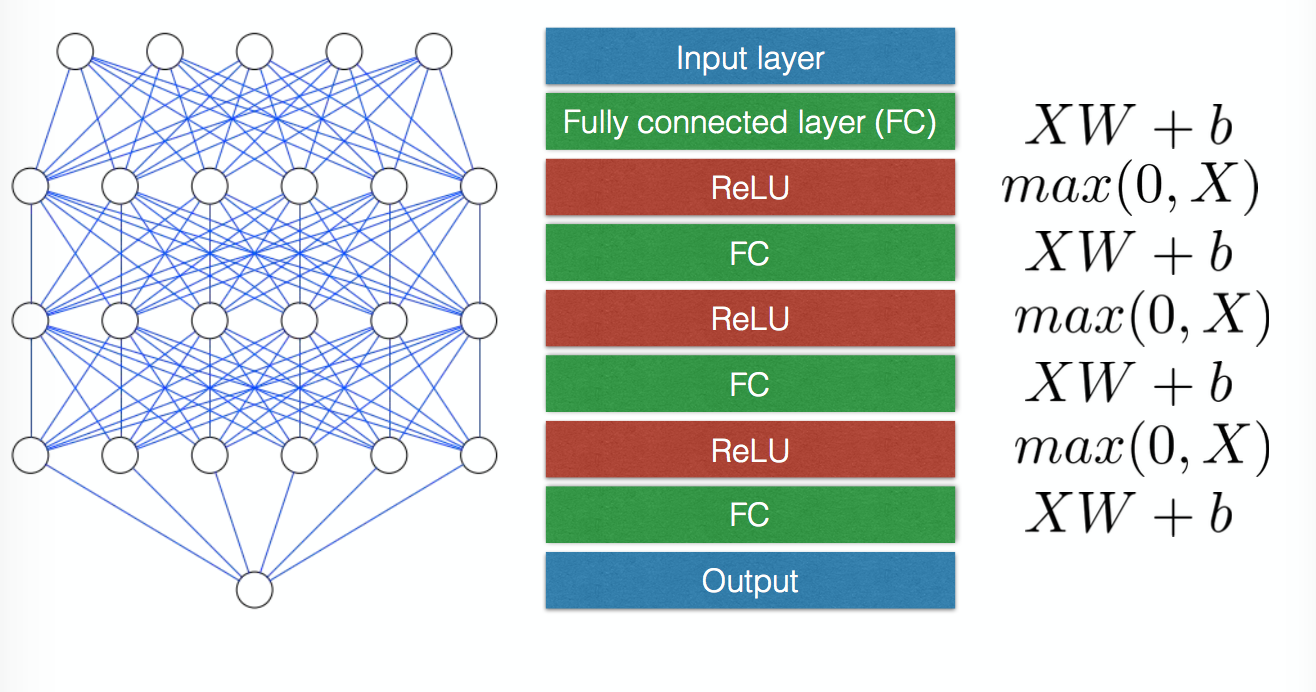 Input layer
Fully connected layer (FC)
XW + b
ReLU
max(0, X)
FC
XW + b
ReLU
max(0, X)
FC
XW + b
ReLU
max(0, X)
FC
XW + b
Output